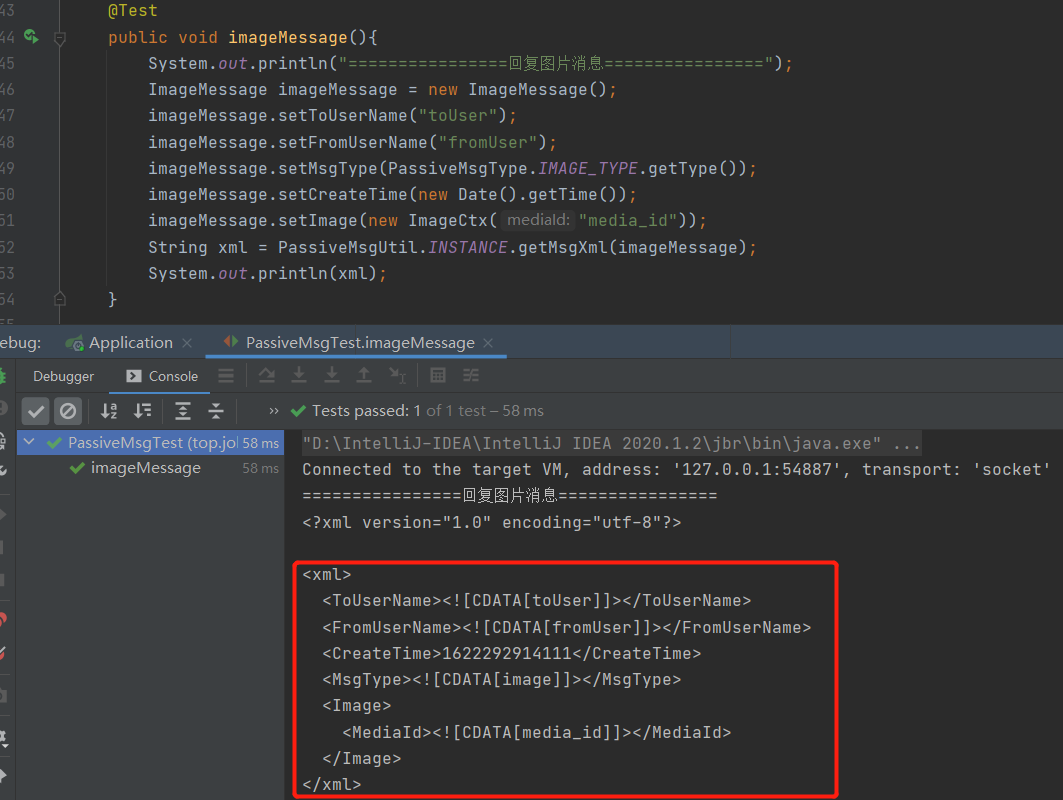 43 @Test
44 public void imageMessage(){
45 System.out.println("================回复图片消息================");
46 ImageMessage imageMessage = new ImageMessage();
47 imageMessage.setToUserName("toUser");
48 imageMessage.setFromUserName("fromUser");
49 imageMessage.setMsgType(PassiveMsgType.IMAGE_TYPE.getType());
50 imageMessage.setCreateTime(new Date().getTime());
51 imageMessage.setImage(new ImageCtx( mediaId: "media_id"));
52 String xml = PassiveMsgUtil.INSTANCE.getMsgXml(imageMessage);
53 System.out.println(xml);
54 }
ebug: Application × PassiveMsgTest.imageMessage ×
Debugger Console
>> Tests passed: 1 of 1 test – 58 ms
PassiveMsgTest (top.jo 58 ms
imageMessage 58 ms
"D:\IntelliJ-IDEA\IntelliJ IDEA 2020.1.2\jbr\bin\java.exe" ...
Connected to the target VM, address: '127.0.0.1:54887', transport: 'socket'
================回复图片消息================
<?xml version="1.0" encoding="utf-8"?>
<xml>
<ToUserName><![CDATA[toUser]]></ToUserName>
<FromUserName><![CDATA[fromUser]]></FromUserName>
<CreateTime>1622292914111</CreateTime>
<MsgType><![CDATA[image]]></MsgType>
<Image>
<MediaId><![CDATA[media_id]]></MediaId>
</Image>
</xml>